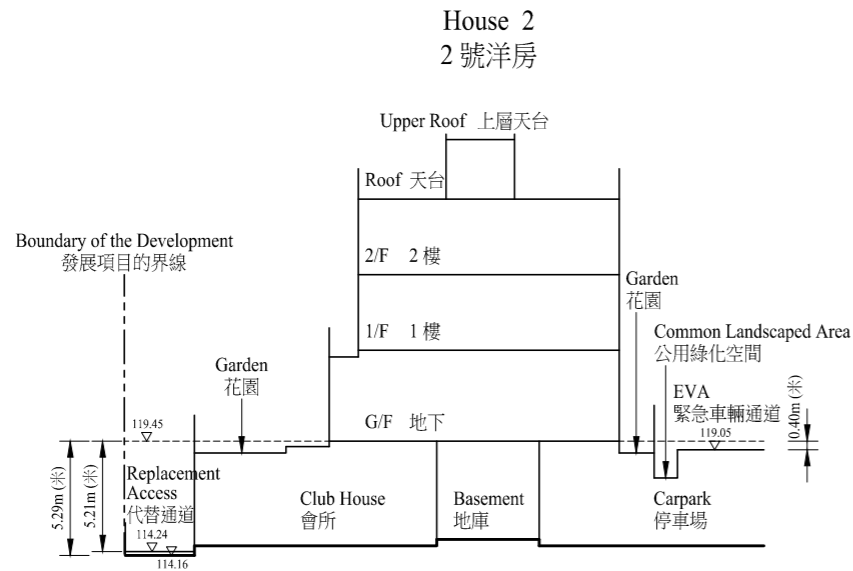 House 2
2 號洋房
Upper Roof 上層天台
Roof 天台
Boundary of the Development
發展項目的界線
2/F 2 樓
Garden
花園
1/F 1 樓
Common Landscaped Area
公用綠化空間
Garden
花園
EVA
緊急車輛通道
119.45
G/F 地下
119.05
0.40m (米)
5.29m (米)
5.21m (米)
Replacement
Access
代替通道
Club House
會所
Basement
地庫
Carpark
停車場
114.24
114.16